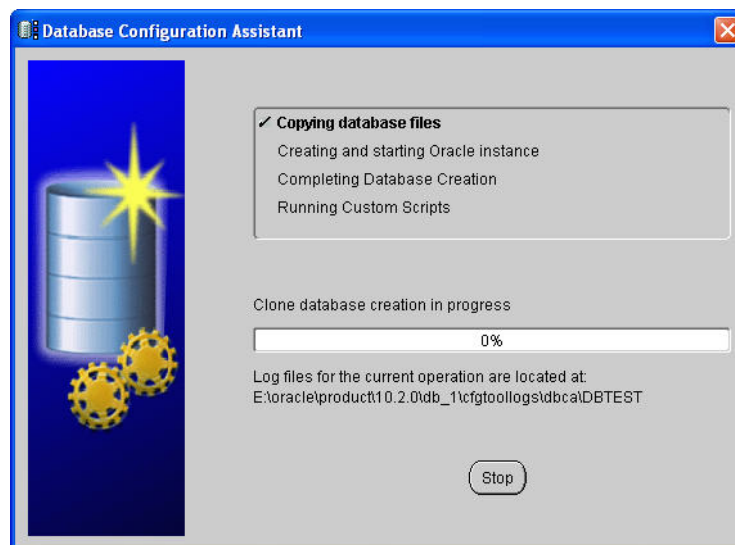 Database Configuration Assistant
✓ Copying database files
Creating and starting Oracle instance
Completing Database Creation
Running Custom Scripts
Clone database creation in progress
0%
Log files for the current operation are located at:
E:\oracle\product\10.2.0\db_1\cfgtoollogs\dbca\DBTEST
Stop